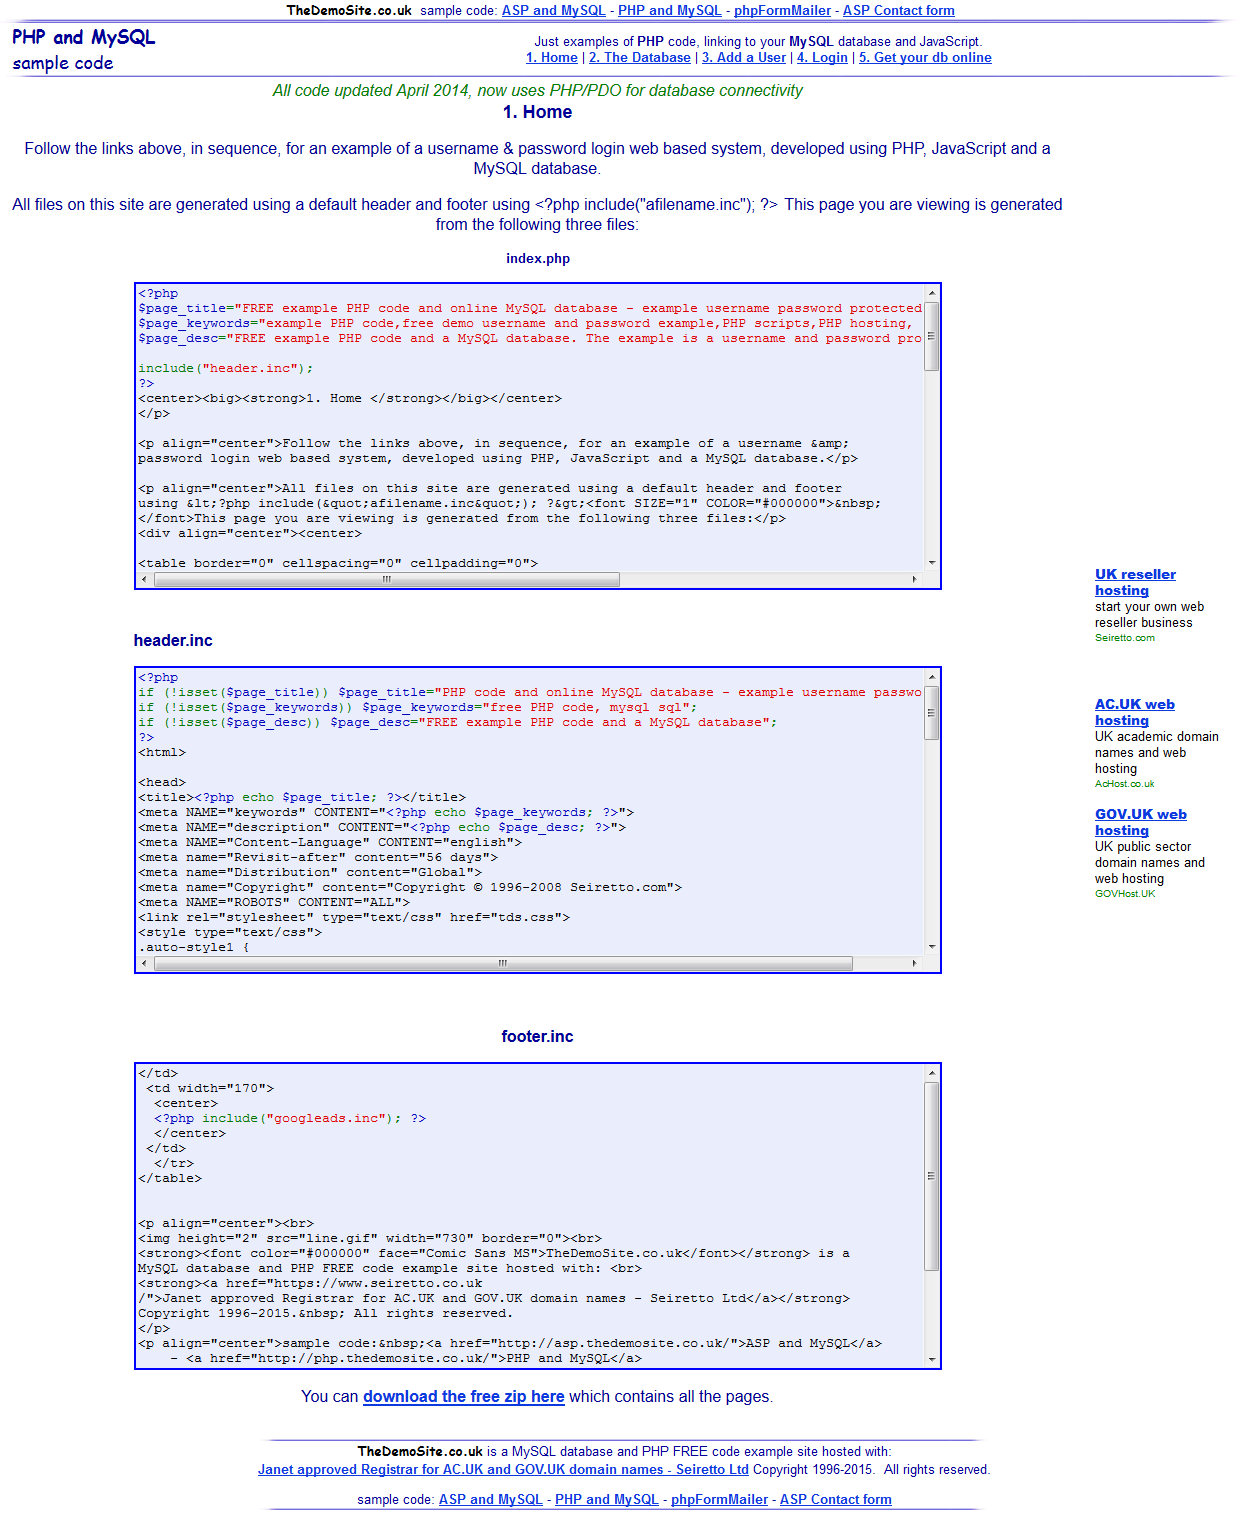 TheDemoSite.co.uk sample code: ASP and MySQL - PHP and MySQL - phpFormMailer - ASP Contact form
PHP and MySQL
sample code
Just examples of PHP code, linking to your MySQL database and JavaScript.
1. Home | 2. The Database | 3. Add a User | 4. Login | 5. Get your db online
All code updated April 2014, now uses PHP/PDO for database connectivity
1. Home
Follow the links above, in sequence, for an example of a username & password login web based system, developed using PHP, JavaScript and a
MySQL database.
All files on this site are generated using a default header and footer using <?php include("afilename.inc"); ?> This page you are viewing is generated
from the following three files:
index.php
<?php
$page_title="FREE example PHP code and online MySQL database - example username password protected
$page_keywords="example PHP code,free demo username and password example,PHP scripts,PHP hosting,
$page_desc="FREE example PHP code and a MySQL database. The example is a username and password pro
include("header.inc");
?>
<center><big><strong>1. Home </strong></big></center>
</p>
<p align="center">Follow the links above, in sequence, for an example of a username &amp;
password login web based system, developed using PHP, JavaScript and a MySQL database.</p>
<p align="center">All files on this site are generated using a default header and footer
using &lt;?php include(&quot;afilename.inc&quot;); ?&gt;<font SIZE="1" COLOR="#000000">&nbsp;
</font>This page you are viewing is generated from the following three files:</p>
<div align="center"><center>
<table border="0" cellspacing="0" cellpadding="0">
header.inc
<?php
if (!isset($page_title)) $page_title="PHP code and online MySQL database - example username passwo
if (!isset($page_keywords)) $page_keywords="free PHP code, mysql sql";
if (!isset($page_desc)) $page_desc="FREE example PHP code and a MySQL database";
?>
<html>
<head>
<title><?php echo $page_title; ?></title>
<meta NAME="keywords" CONTENT="<?php echo $page_keywords; ?>">
<meta NAME="description" CONTENT="<?php echo $page_desc; ?>">
<meta NAME="Content-Language" CONTENT="english">
<meta name="Revisit-after" content="56 days">
<meta name="Distribution" content="Global">
<meta name="Copyright" content="Copyright © 1996-2008 Seiretto.com">
<meta NAME="ROBOTS" CONTENT="ALL">
<link rel="stylesheet" type="text/css" href="tds.css">
<style type="text/css">
.auto-style1 {
footer.inc
</td>
<td width="170">
<center>
<?php include("googleads.inc"); ?>
</center>
</td>
</tr>
</table>
<p align="center"><br>
<img height="2" src="line.gif" width="730" border="0"><br>
<strong><font color="#000000" face="Comic Sans MS">TheDemoSite.co.uk</font></strong> is a
MySQL database and PHP FREE code example site hosted with: <br>
<strong><a href="https://www.seiretto.co.uk
/">Janet approved Registrar for AC.UK and GOV.UK domain names - Seiretto Ltd</a></strong>
Copyright 1996-2015.&nbsp; All rights reserved.
</p>
<p align="center">sample code:&nbsp;<a href="http://asp.thedemosite.co.uk/">ASP and MySQL</a>
- <a href="http://php.thedemosite.co.uk/">PHP and MySQL</a>
You can download the free zip here which contains all the pages.
UK reseller
hosting
start your own web
reseller business
Seiretto.com
AC.UK web
hosting
UK academic domain
names and web
hosting
AcHost.co.uk
GOV.UK web
hosting
UK public sector
domain names and
web hosting
GOVHost.UK
TheDemoSite.co.uk is a MySQL database and PHP FREE code example site hosted with:
Janet approved Registrar for AC.UK and GOV.UK domain names - Seiretto Ltd Copyright 1996-2015. All rights reserved.
sample code: ASP and MySQL - PHP and MySQL - phpFormMailer - ASP Contact form